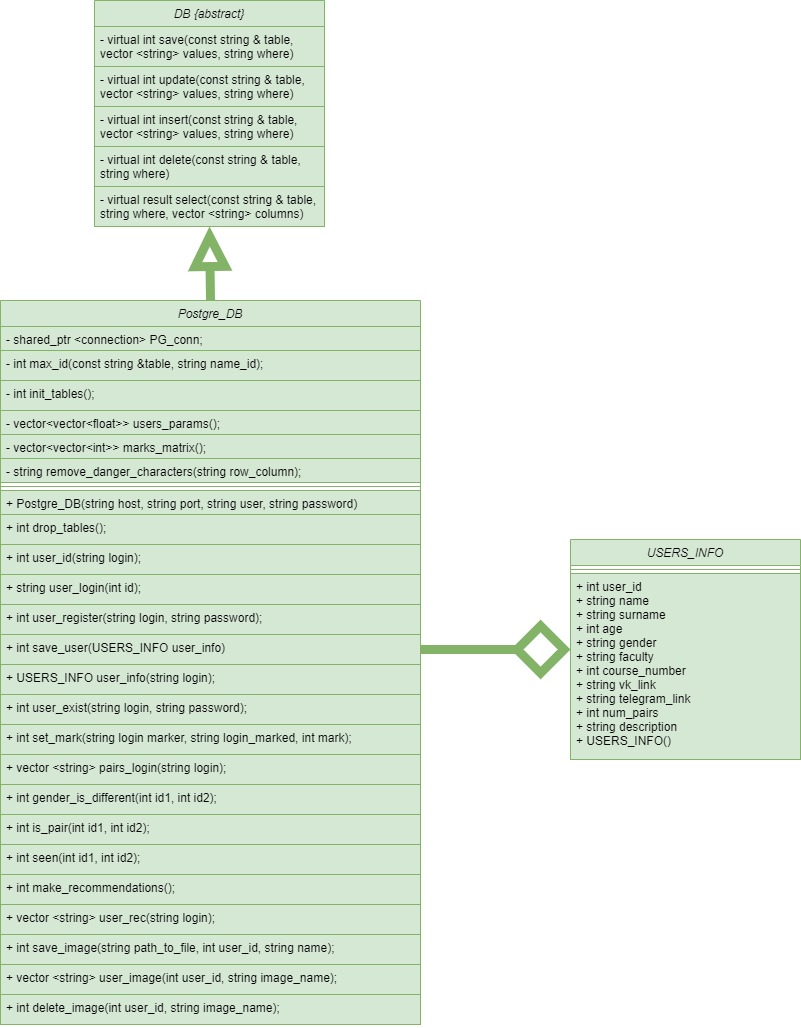 DB {abstract}
- virtual int save(const string & table,
vector <string> values, string where)
- virtual int update(const string & table,
vector <string> values, string where)
- virtual int insert(const string & table,
vector <string> values, string where)
- virtual int delete(const string & table,
string where)
- virtual result select(const string & table,
string where, vector <string> columns)
Postgre_DB
- shared_ptr <connection> PG_conn;
- int max_id(const string &table, string name_id);
- int init_tables();
- vector<vector<float>> users_params();
- vector<vector<int>> marks_matrix();
- string remove_danger_characters(string row_column);
+ Postgre_DB(string host, string port, string user, string password)
+ int drop_tables();
+ int user_id(string login);
+ string user_login(int id);
+ int user_register(string login, string password);
+ int save_user(USERS_INFO user_info)
+ USERS_INFO user_info(string login);
+ int user_exist(string login, string password);
+ int set_mark(string login marker, string login_marked, int mark);
+ vector <string> pairs_login(string login);
+ int gender_is_different(int id1, int id2);
+ int is_pair(int id1, int id2);
+ int seen(int id1, int id2);
+ int make_recommendations();
+ vector <string> user_rec(string login);
+ int save_image(string path_to_file, int user_id, string name);
+ vector <string> user_image(int user_id, string image_name);
+ int delete_image(int user_id, string image_name);
USERS_INFO
+ int user_id
+ string name
+ string surname
+ int age
+ string gender
+ string faculty
+ int course_number
+ string vk_link
+ string telegram_link
+ int num_pairs
+ string description
+ USERS_INFO()